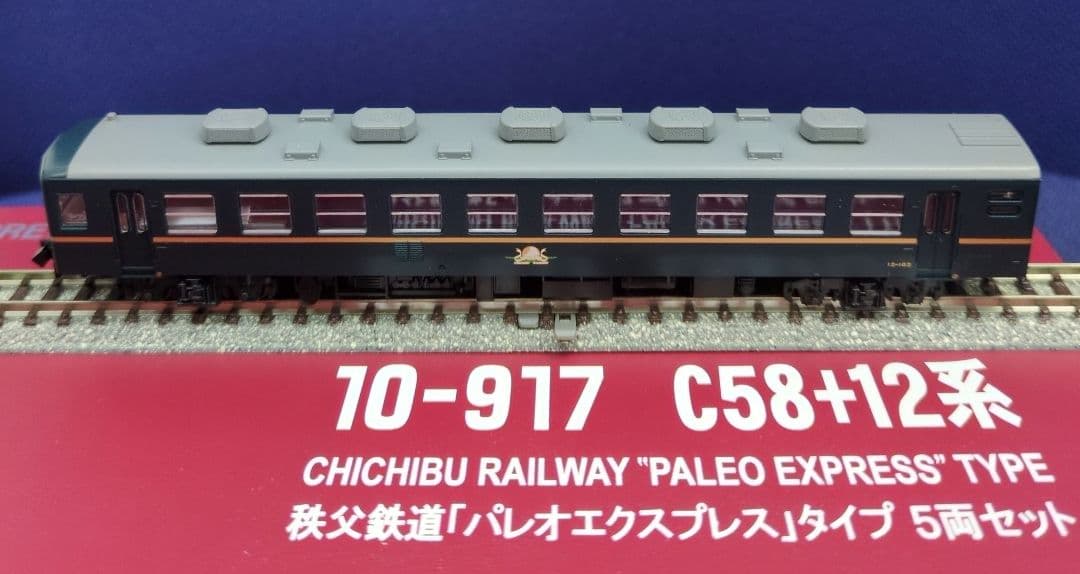 10-917 C58+12系
CHICHIBU RAILWAY "PALEO EXPRESS" TYPE
秩父鉄道「パレオエクスプレス」タイプ 5両セット